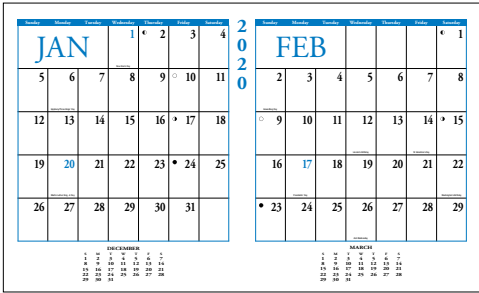 Sunday Monday Tuesday Wednesday Thursday Friday Saturday
JAN 1 2 3 4
5 6 7 8 9 10 11
12 13 14 15 16 17 18
19 20 21 22 23 24 25
26 27 28 29 30 31
DECEMBER
S M T W T F S
1 2 3 4 5 6 7
8 9 10 11 12 13 14
15 16 17 18 19 20 21
22 23 24 25 26 27 28
29 30 31
2020
Sunday Monday Tuesday Wednesday Thursday Friday Saturday
FEB 1
2 3 4 5 6 7 8
9 10 11 12 13 14 15
16 17 18 19 20 21 22
23 24 25 26 27 28 29
MARCH
S M T W T F S
1 2 3 4 5 6 7
8 9 10 11 12 13 14
15 16 17 18 19 20 21
22 23 24 25 26 27 28
29 30 31